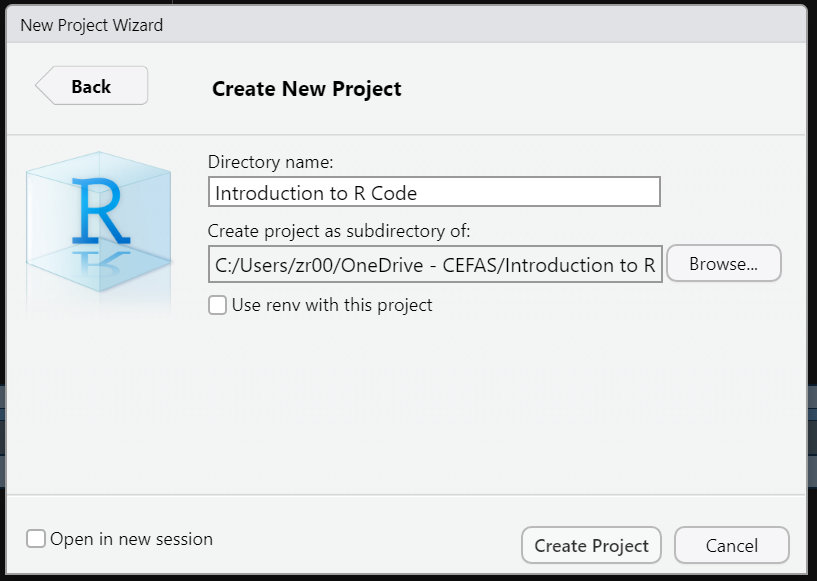 New Project Wizard
Back
Create New Project
R
Directory name:
Introduction to R Code
Create project as subdirectory of:
C:/Users/zr00/OneDrive - CEFAS/Introduction to R
Browse...
Use renv with this project
Open in new session
Create Project
Cancel